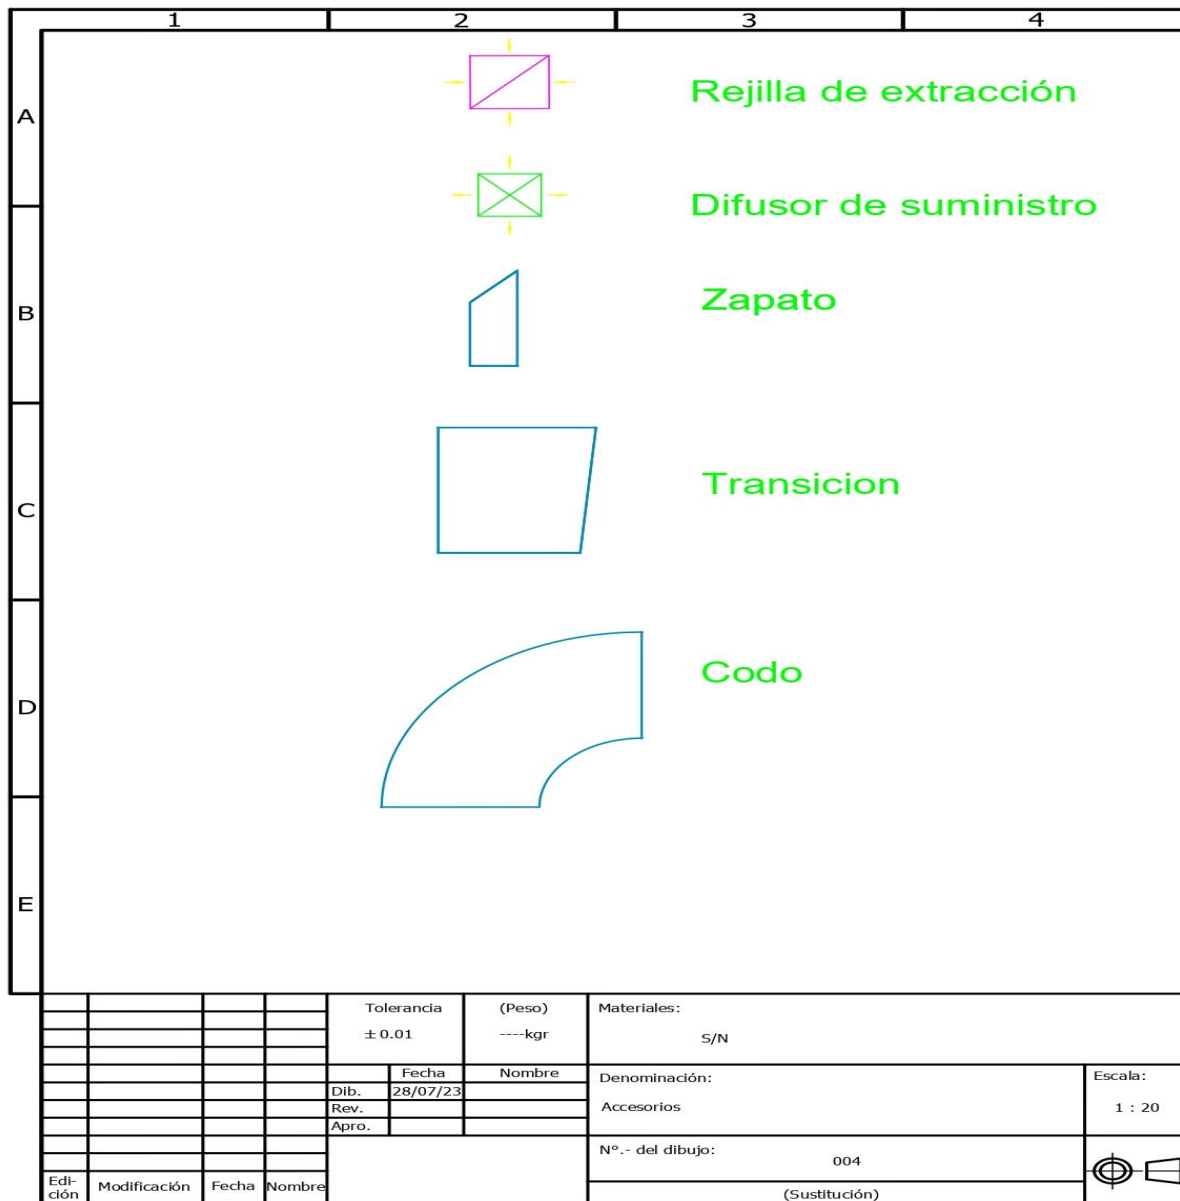 1 2 3 4
A
Rejilla de extracción
Difusor de suministro
B
Zapato
C
Transicion
D
Codo
E
Tolerancia
± 0.01
(Peso)
----kgr
Materiales:
S/N
Fecha Nombre
Dib. 28/07/23
Rev.
Apro.
Denominación:
Accesorios
Escala:
1 : 20
N°.- del dibujo:
004
(Sustitución)
Edi-
ción
Modificación
Fecha
Nombre